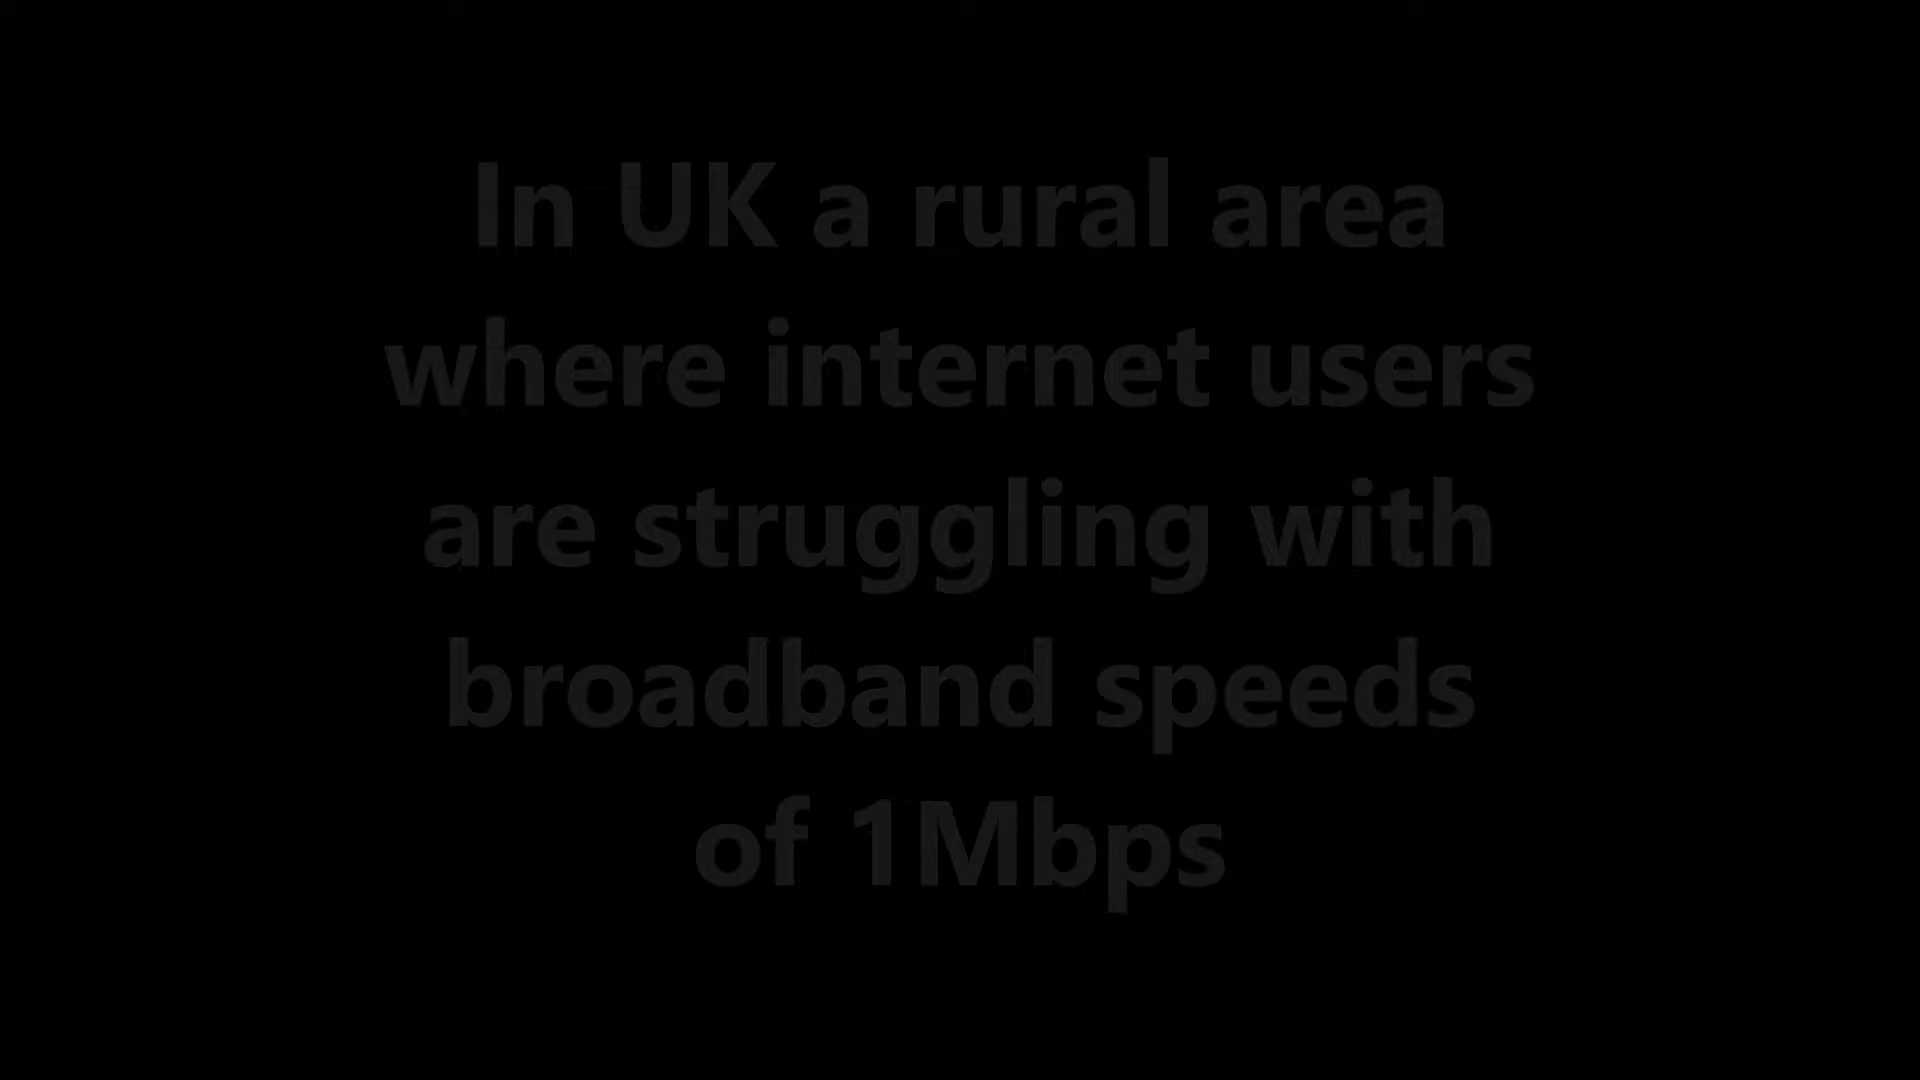 In UK a rural area
where internet users
are struggling with
broadband speeds
of 1Mbps